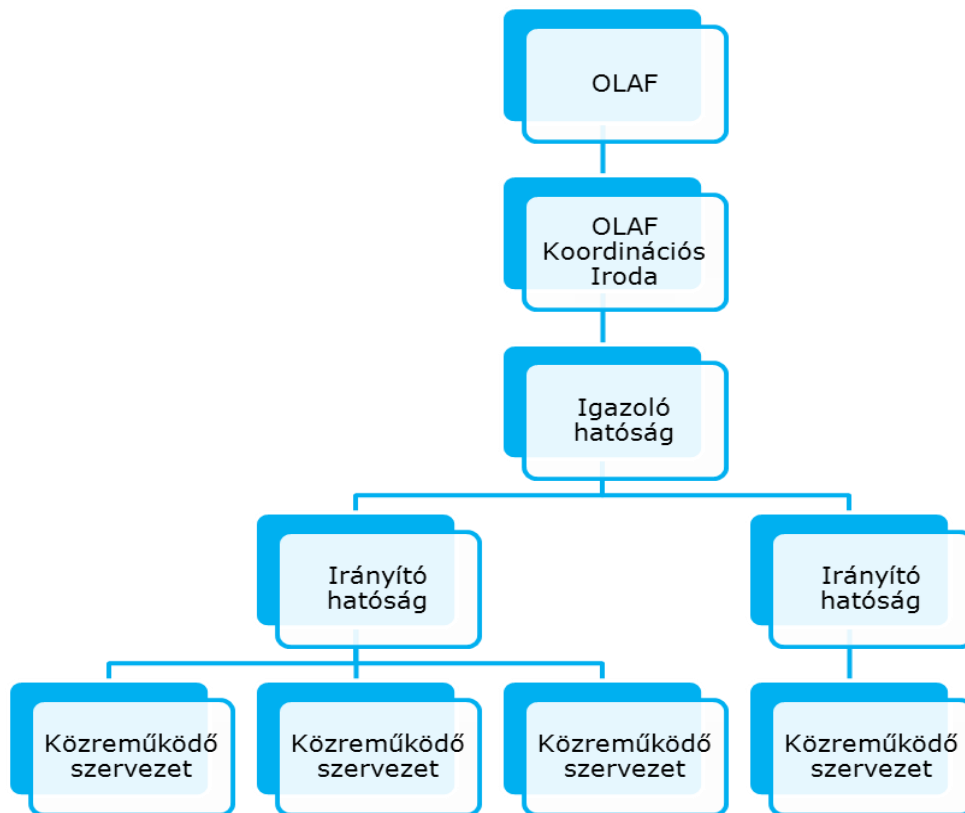 OLAF
OLAF
Koordinációs
Iroda
Igazoló
hatóság
Irányító
hatóság
Irányító
hatóság
Közreműködő
szervezet
Közreműködő
szervezet
Közreműködő
szervezet
Közreműködő
szervezet